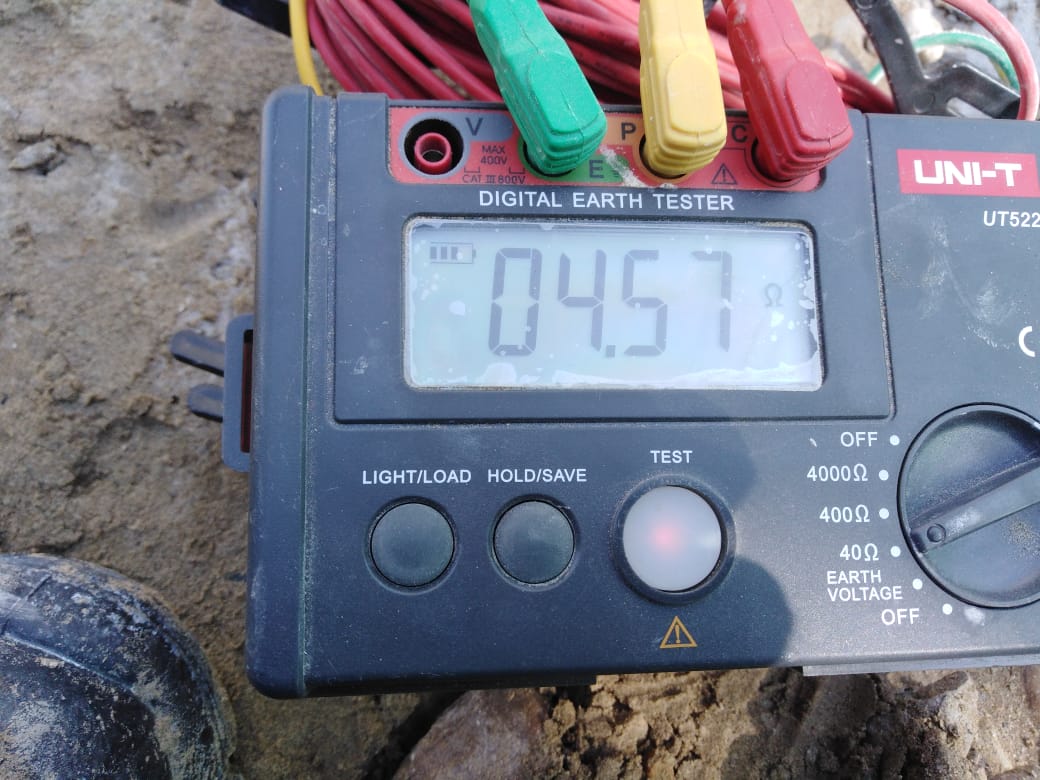 V
P
C
MAX
400V
E
CAT III 800V
UNI-T
DIGITAL EARTH TESTER
UT522
04.57 Ω
OFF
TEST
LIGHT/LOAD HOLD/SAVE
4000Ω
400Ω
40Ω
EARTH
VOLTAGE
OFF